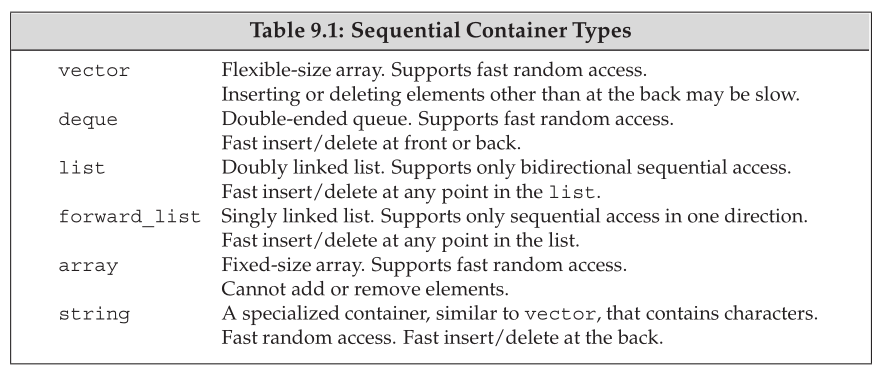 Table 9.1: Sequential Container Types
vector Flexible-size array. Supports fast random access.
Inserting or deleting elements other than at the back may be slow.
deque Double-ended queue. Supports fast random access.
Fast insert/delete at front or back.
list Doubly linked list. Supports only bidirectional sequential access.
Fast insert/delete at any point in the list.
forward_list Singly linked list. Supports only sequential access in one direction.
Fast insert/delete at any point in the list.
array Fixed-size array. Supports fast random access.
Cannot add or remove elements.
string A specialized container, similar to vector, that contains characters.
Fast random access. Fast insert/delete at the back.